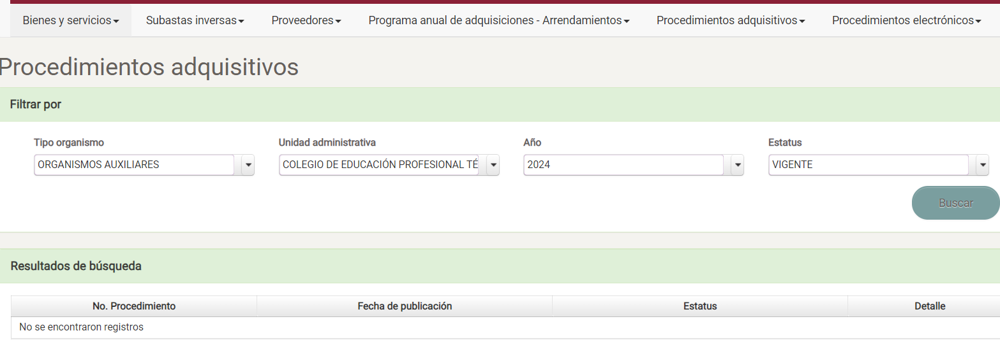 Bienes y servicios Subastas inversas Proveedores Programa anual de adquisiciones - Arrendamientos Procedimientos adquisitivos Procedimientos electrónicos
Procedimientos adquisitivos
Filtrar por
Tipo organismo Unidad administrativa Año Estatus
ORGANISMOS AUXILIARES COLEGIO DE EDUCACIÓN PROFESIONAL TÉ 2024 VIGENTE
Buscar
Resultados de búsqueda
No. Procedimiento Fecha de publicación Estatus Detalle
No se encontraron registros